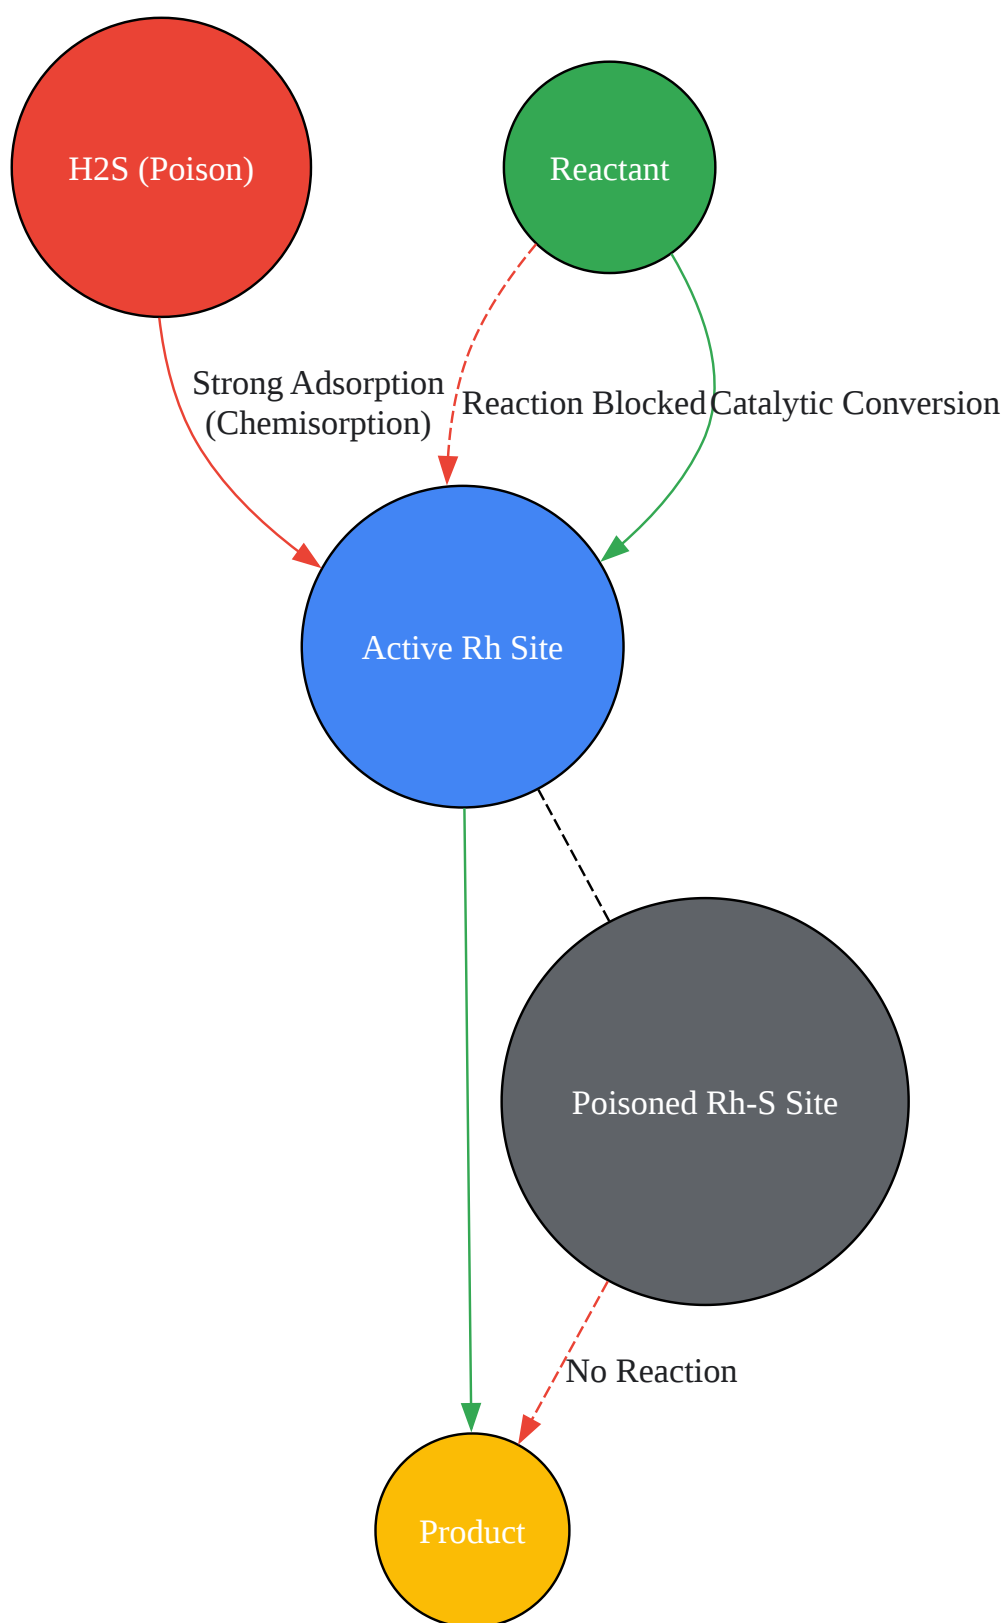 H2S (Poison)
Reactant
Strong Adsorption
(Chemisorption)
Reaction Blocked
Catalytic Conversion
Active Rh Site
Poisoned Rh-S Site
No Reaction
Product